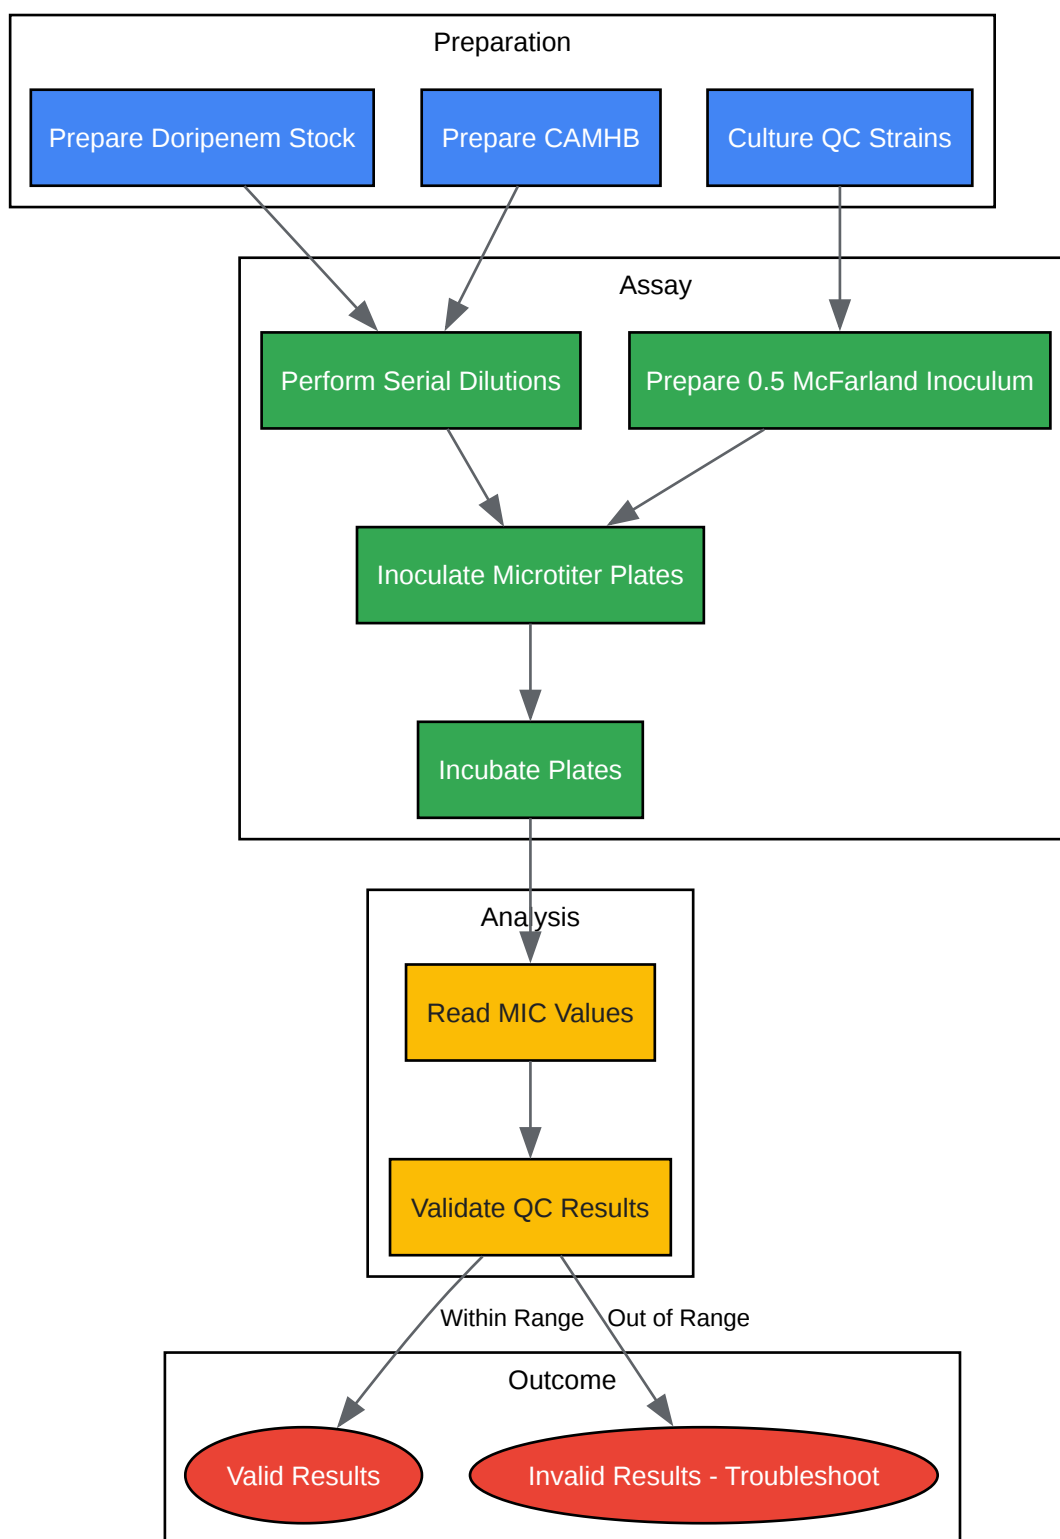 Preparation
Prepare Doripenem Stock
Prepare CAMHB
Culture QC Strains
Assay
Perform Serial Dilutions
Prepare 0.5 McFarland Inoculum
Inoculate Microtiter Plates
Incubate Plates
Analysis
Read MIC Values
Validate QC Results
Within Range
Out of Range
Outcome
Valid Results
Invalid Results - Troubleshoot